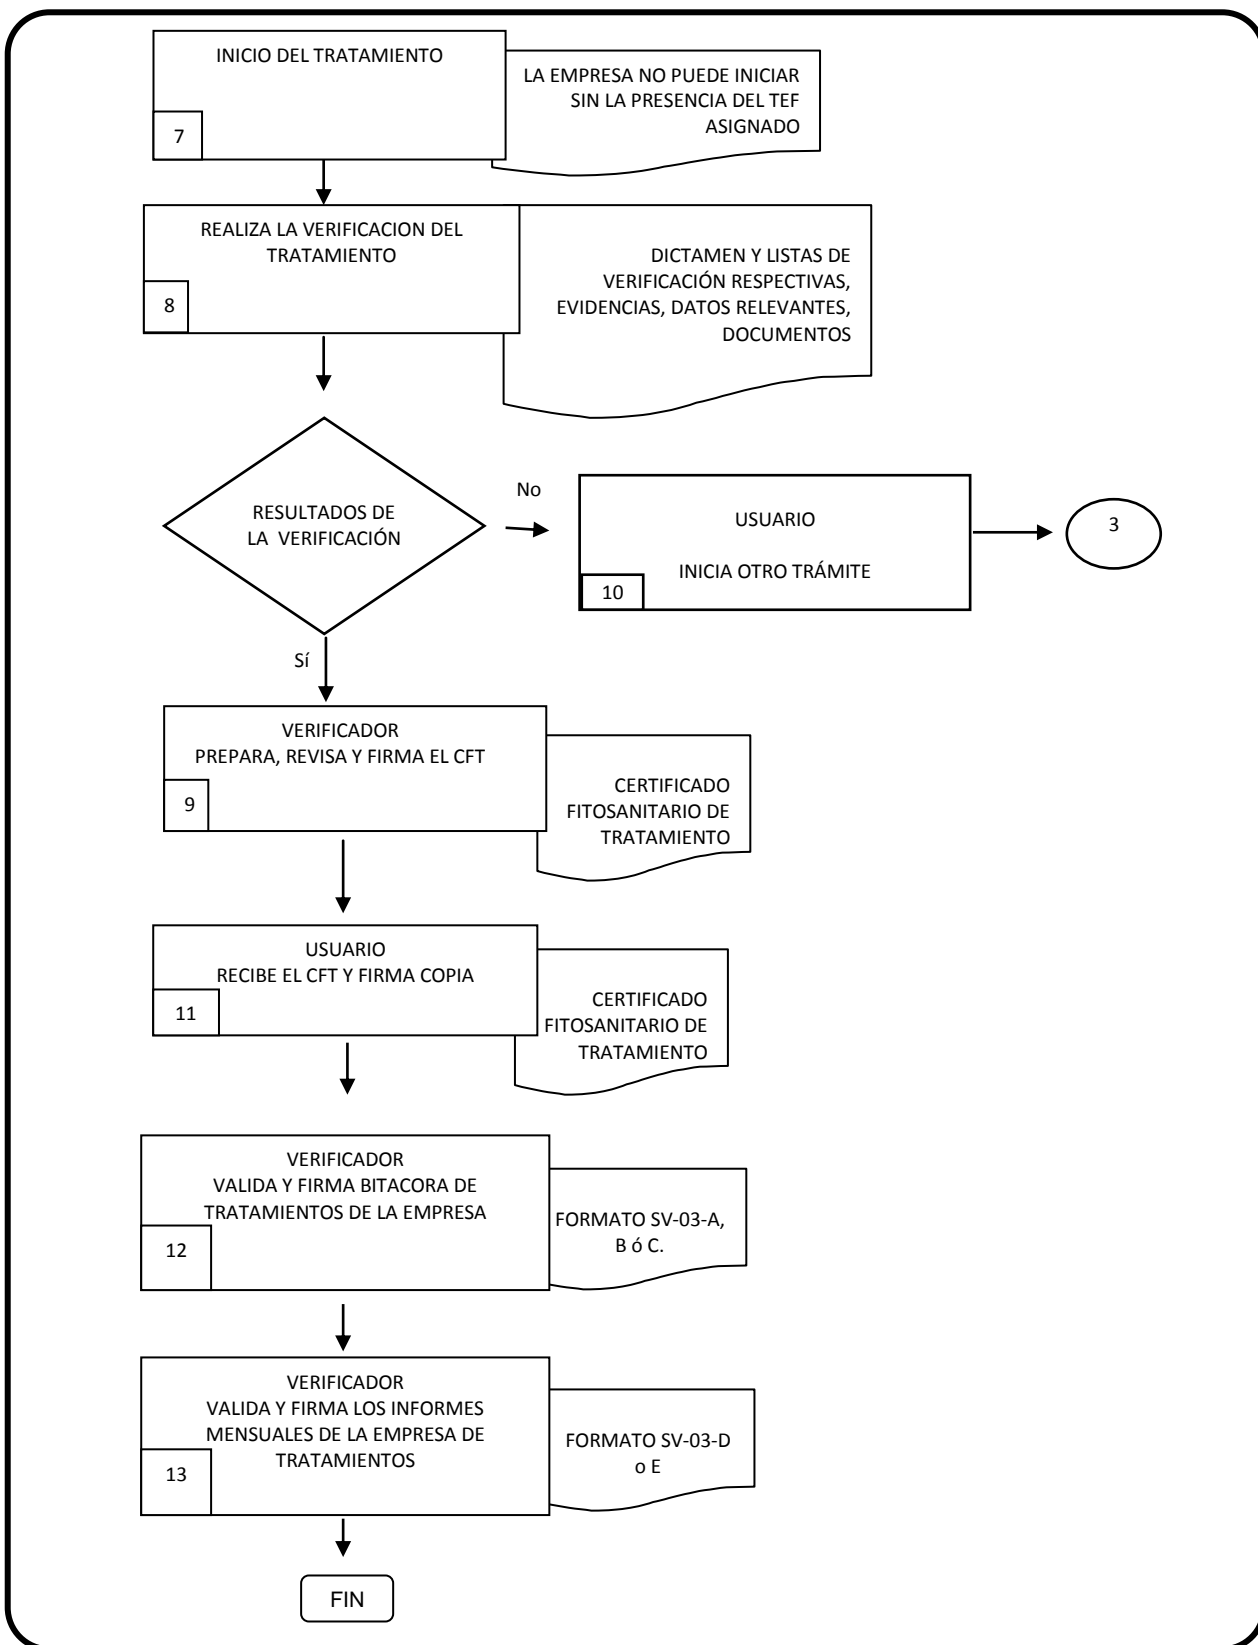 INICIO DEL TRATAMIENTO
7
LA EMPRESA NO PUEDE INICIAR
SIN LA PRESENCIA DEL TEF
ASIGNADO
REALIZA LA VERIFICACION DEL
TRATAMIENTO
8
DICTAMEN Y LISTAS DE
VERIFICACIÓN RESPECTIVAS,
EVIDENCIAS, DATOS RELEVANTES,
DOCUMENTOS
RESULTADOS DE
LA VERIFICACIÓN
No
USUARIO
INICIA OTRO TRÁMITE
10
3
Sí
VERIFICADOR
PREPARA, REVISA Y FIRMA EL CFT
9
CERTIFICADO
FITOSANITARIO DE
TRATAMIENTO
USUARIO
RECIBE EL CFT Y FIRMA COPIA
11
CERTIFICADO
FITOSANITARIO DE
TRATAMIENTO
VERIFICADOR
VALIDA Y FIRMA BITACORA DE
TRATAMIENTOS DE LA EMPRESA
12
FORMATO SV-03-A,
B ó C.
VERIFICADOR
VALIDA Y FIRMA LOS INFORMES
MENSUALES DE LA EMPRESA DE
TRATAMIENTOS
13
FORMATO SV-03-D
o E
FIN